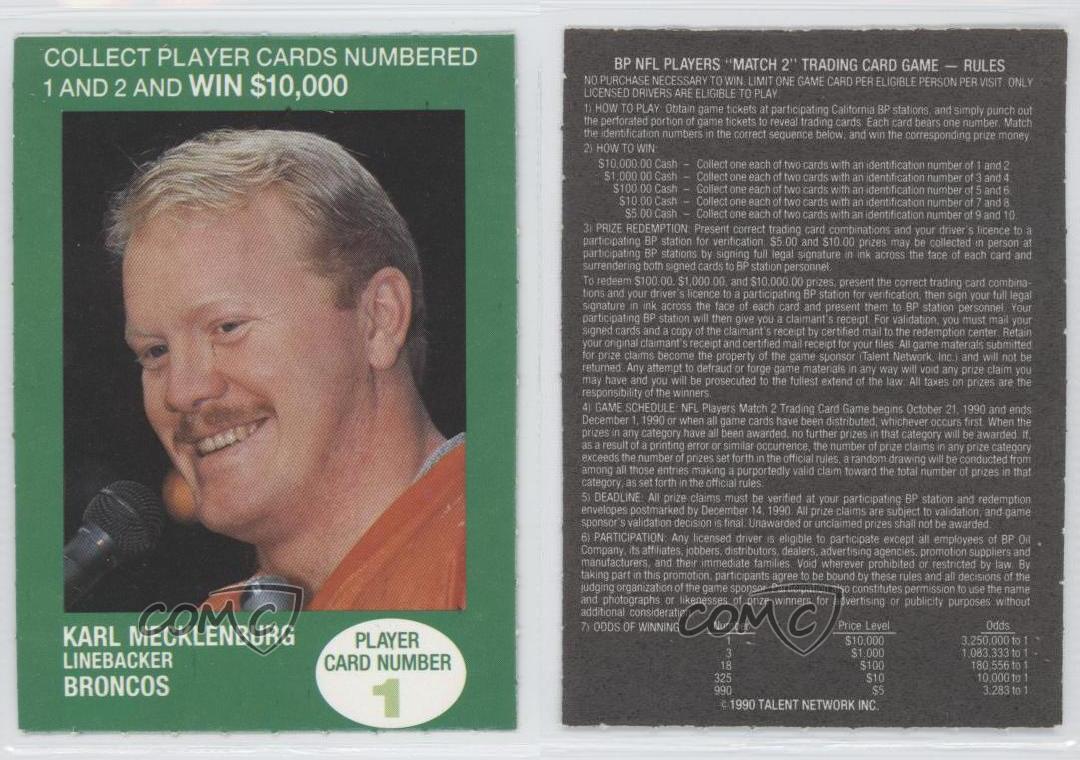 COLLECT PLAYER CARDS NUMBERED
1 AND 2 AND WIN $10,000
KARL MECKLENBURG
LINEBACKER
BRONCOS
PLAYER
CARD NUMBER
1
COMC
BP NFL PLAYERS "MATCH 2" TRADING CARD GAME — RULES
NO PURCHASE NECESSARY TO WIN. LIMIT ONE GAME CARD PER ELIGIBLE PERSON PER VISIT. ONLY
LICENSED DRIVERS ARE ELIGIBLE TO PLAY.
1) HOW TO PLAY: Obtain game tickets at participating California BP stations, and simply punch out
the perforated portion of game tickets to reveal trading cards. Each card bears one number. Match
the identification numbers in the correct sequence below, and win the corresponding prize money.
2) HOW TO WIN:
$10,000.00 Cash – Collect one each of two cards with an identification number of 1 and 2.
$1,000.00 Cash – Collect one each of two cards with an identification number of 3 and 4.
$100.00 Cash – Collect one each of two cards with an identification number of 5 and 6.
$10.00 Cash – Collect one each of two cards with an identification number of 7 and 8.
$5.00 Cash – Collect one each of two cards with an identification number of 9 and 10.
3) PRIZE REDEMPTION: Present correct trading card combinations and your driver's licence to a
participating BP station for verification. $5.00 and $10.00 prizes may be collected in person at
participating BP stations by signing full legal signature in ink across the face of each card and
surrendering both signed cards to BP station personnel.
To redeem $100.00, $1,000.00, and $10,000.00 prizes, present the correct trading card combina-
tions and your driver's licence to a participating BP station for verification, then sign your full legal
signature in ink across the face of each card and present them to BP station personnel. Your
participating BP station will then give you a claimant's receipt. For validation, you must mail your
signed cards and a copy of the claimant's receipt by certified mail to the redemption center. Retain
your original claimant's receipt and certified mail receipt for your files. All game materials submitted
for prize claims become the property of the game sponsor (Talent Network, Inc.) and will not be
returned. Any attempt to defraud or forge game materials in any way will void any prize claim you
may have and you will be prosecuted to the fullest extend of the law. All taxes on prizes are the
responsibility of the winners.
4) GAME SCHEDULE: NFL Players Match 2 Trading Card Game begins October 21, 1990 and ends
December 1, 1990 or when all game cards have been distributed, whichever occurs first. When the
prizes in any category have all been awarded, no further prizes in that category will be awarded. If,
as a result of a printing error or similar occurrence, the number of prize claims in any prize category
exceeds the number of prizes set forth in the official rules, a random drawing will be conducted from
among all those entries making a purportedly valid claim toward the total number of prizes in that
category, as set forth in the official rules.
5) DEADLINE: All prize claims must be verified at your participating BP station and redemption
envelopes postmarked by December 14, 1990. All prize claims are subject to validation, and game
sponsor's validation decision is final. Unawarded or unclaimed prizes shall not be awarded.
6) PARTICIPATION: Any licensed driver is eligible to participate except all employees of BP Oil
Company, its affiliates, jobbers, distributors, dealers, advertising agencies, promotion suppliers and
manufacturers, and their immediate families. Void wherever prohibited or restricted by law. By
taking part in this promotion, participants agree to be bound by these rules and all decisions of the
judging organization of the game sponsor. Participation also constitutes permission to use the name
and photographs or likenesses of prize winners for advertising or publicity purposes without
additional consideration.
7) ODDS OF WINNING: Number Price Level Odds
1 $10,000 3,250,000 to 1
3 $1,000 1,083,333 to 1
18 $100 180,556 to 1
325 $10 10,000 to 1
990 $5 3,283 to 1
© 1990 TALENT NETWORK INC.
COMC